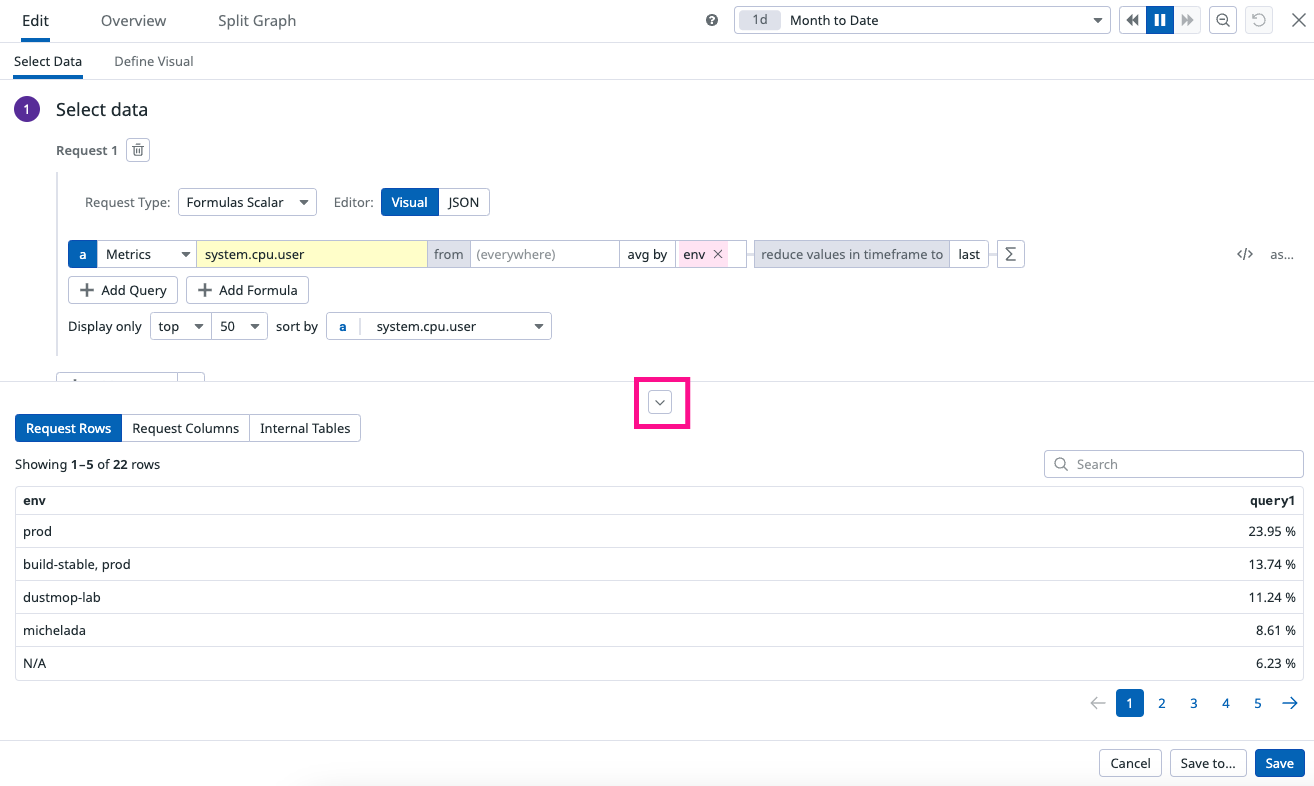 Edit Overview Split Graph 1d Month to Date
Select Data Define Visual
1 Select data
Request 1
Request Type: Formulas Scalar Editor: Visual JSON
a Metrics system.cpu.user from (everywhere) avg by env reduce values in timeframe to last Σ </> as...
Add Query Add Formula
Display only top 50 sort by a system.cpu.user
Request Rows Request Columns Internal Tables
Showing 1–5 of 22 rows Search
env query1
prod 23.95 %
build-stable, prod 13.74 %
dustmop-lab 11.24 %
michelada 8.61 %
N/A 6.23 %
1 2 3 4 5
Cancel Save to... Save